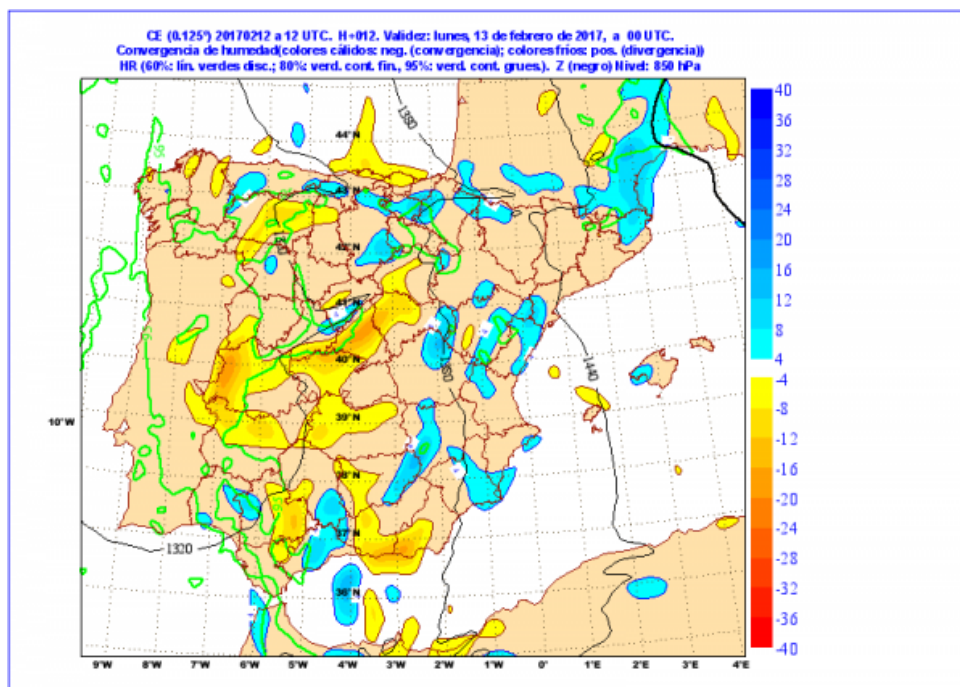 CE (0.125º) 20170212 a 12 UTC. H+012. Validez: lunes, 13 de febrero de 2017, a 00 UTC.
Convergencia de humedad(colores cálidos: neg. (convergencia); colores fríos: pos. (divergencia))
HR (60%: lín. verdes disc.; 80%: verd. cont. fin., 95%: verd. cont. grues.). Z (negro) Nivel: 850 hPa
40
36
32
28
24
20
16
12
8
4
-4
-8
-12
-16
-20
-24
-28
-32
-36
-40
44°N
1380
95
43°N
42°N
41°N
40°N
1440
39°N
10°W
38°N
37°N
1320
36°N
9°W 8°W 7°W 6°W 5°W 4°W 3°W 2°W 1°W 0° 1°E 2°E 3°E 4°E